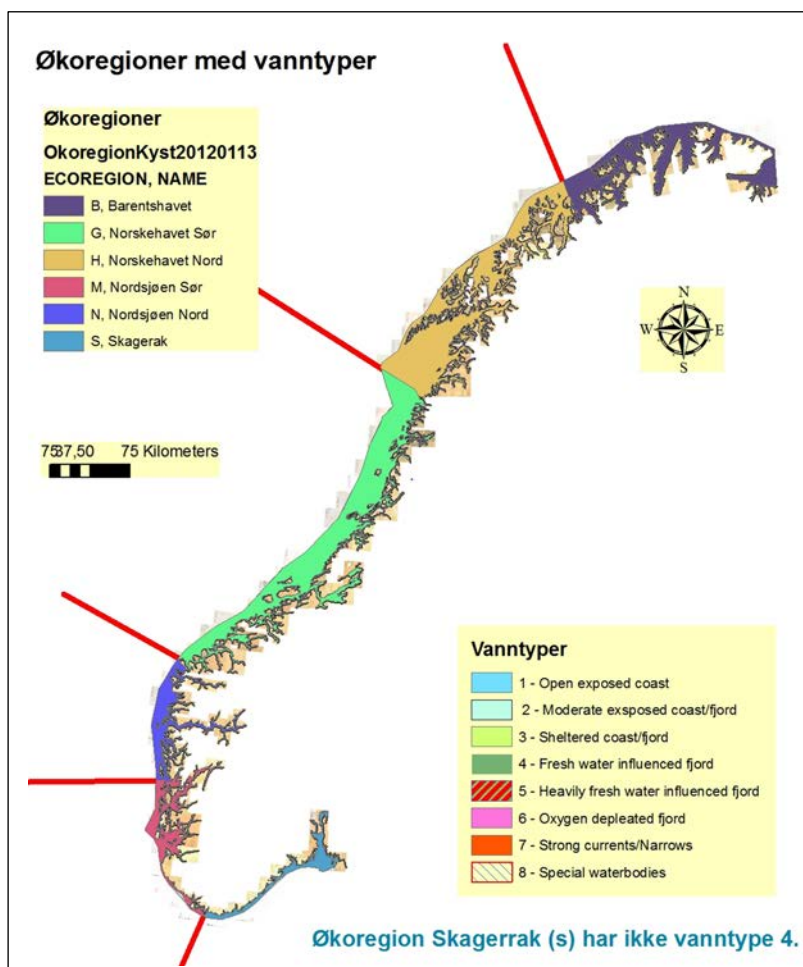 Økoregioner med vanntyper
Økoregioner
OkoregionKyst20120113
ECOREGION, NAME
B, Barentshavet
G, Norskehavet Sør
H, Norskehavet Nord
M, Nordsjøen Sør
N, Nordsjøen Nord
S, Skagerak
N
W E
S
7537,50 75 Kilometers
Vanntyper
1 - Open exposed coast
2 - Moderate exsposed coast/fjord
3 - Sheltered coast/fjord
4 - Fresh water influenced fjord
5 - Heavily fresh water influenced fjord
6 - Oxygen depleated fjord
7 - Strong currents/Narrows
8 - Special waterbodies
Økoregion Skagerrak (s) har ikke vanntype 4.